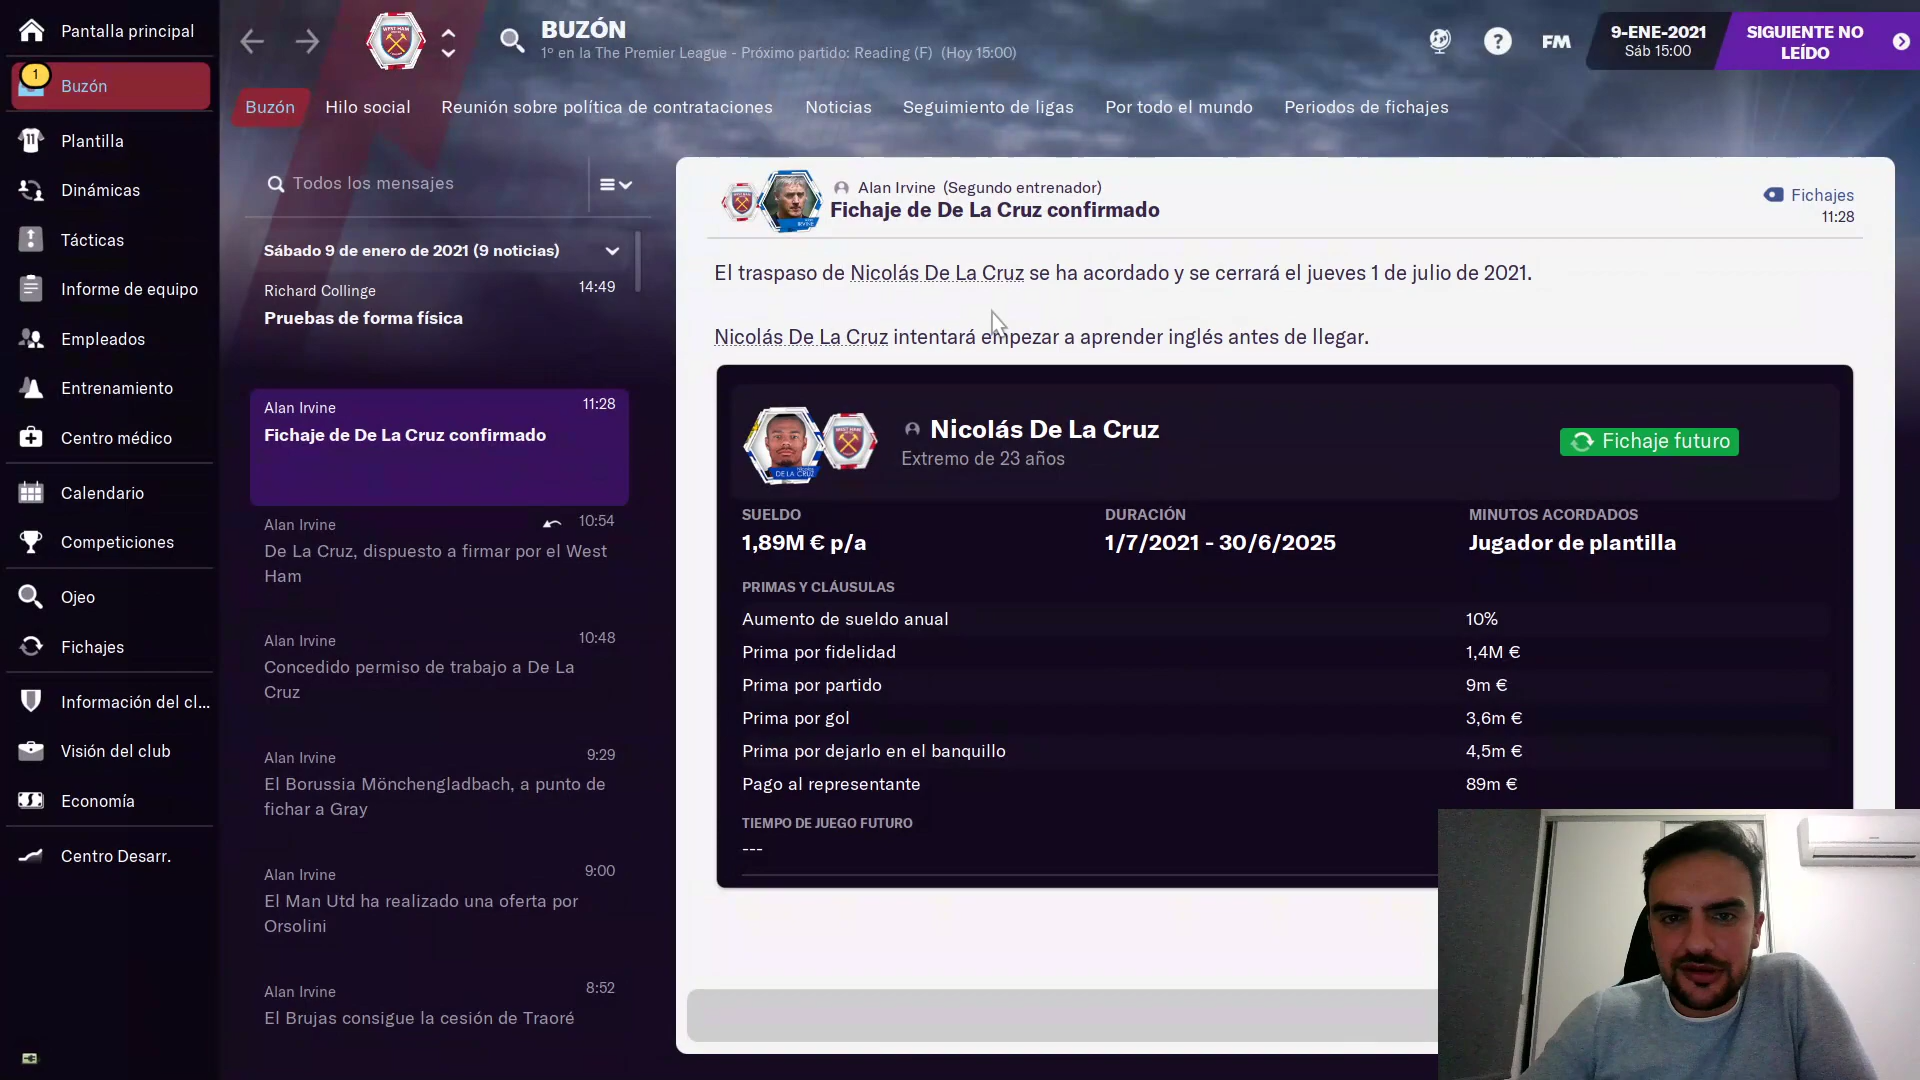 Pantalla principal
1
Buzón
Plantilla
Dinámicas
Tácticas
Informe de equipo
Empleados
Entrenamiento
Centro médico
Calendario
Competiciones
Ojeo
Fichajes
Información del cl...
Visión del club
Economía
Centro Desarr.
BUZÓN
1º en la The Premier League - Próximo partido: Reading (F) (Hoy 15:00)
?
FM
9-ENE-2021
Sáb 15:00
SIGUIENTE NO
LEÍDO
Buzón
Hilo social
Reunión sobre política de contrataciones
Noticias
Seguimiento de ligas
Por todo el mundo
Periodos de fichajes
Todos los mensajes
Sábado 9 de enero de 2021 (9 noticias)
Richard Collinge 14:49
Pruebas de forma física
Alan Irvine 11:28
Fichaje de De La Cruz confirmado
Alan Irvine 10:54
De La Cruz, dispuesto a firmar por el West
Ham
Alan Irvine 10:48
Concedido permiso de trabajo a De La
Cruz
Alan Irvine 9:29
El Borussia Mönchengladbach, a punto de
fichar a Gray
Alan Irvine 9:00
El Man Utd ha realizado una oferta por
Orsolini
Alan Irvine 8:52
El Brujas consigue la cesión de Traoré
Alan Irvine (Segundo entrenador)
Fichaje de De La Cruz confirmado
Fichajes
11:28
El traspaso de Nicolás De La Cruz se ha acordado y se cerrará el jueves 1 de julio de 2021.
Nicolás De La Cruz intentará empezar a aprender inglés antes de llegar.
DE LA CRUZ
Nicolás De La Cruz
Extremo de 23 años
Fichaje futuro
SUELDO
1,89M € p/a
DURACIÓN
1/7/2021 - 30/6/2025
MINUTOS ACORDADOS
Jugador de plantilla
PRIMAS Y CLÁUSULAS
Aumento de sueldo anual 10%
Prima por fidelidad 1,4M €
Prima por partido 9m €
Prima por gol 3,6m €
Prima por dejarlo en el banquillo 4,5m €
Pago al representante 89m €
TIEMPO DE JUEGO FUTURO
---